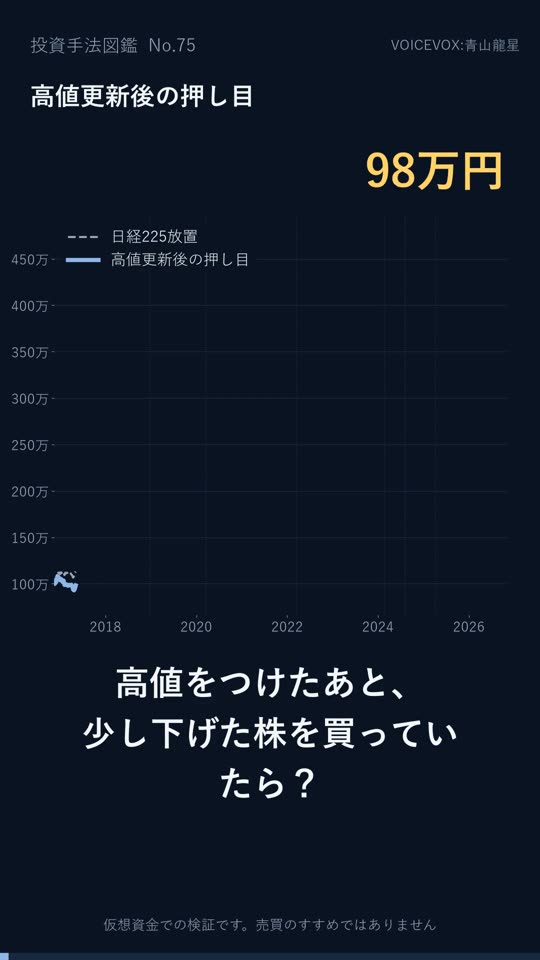 投資手法図鑑 No.75
VOICEVOX:青山龍星
高値更新後の押し目
98万円
日経225放置
高値更新後の押し目
450万
400万
350万
300万
250万
200万
150万
100万
2018 2020 2022 2024 2026
高値をつけたあと、
少し下げた株を買ってい
たら？
仮想資金での検証です。売買のすすめではありません